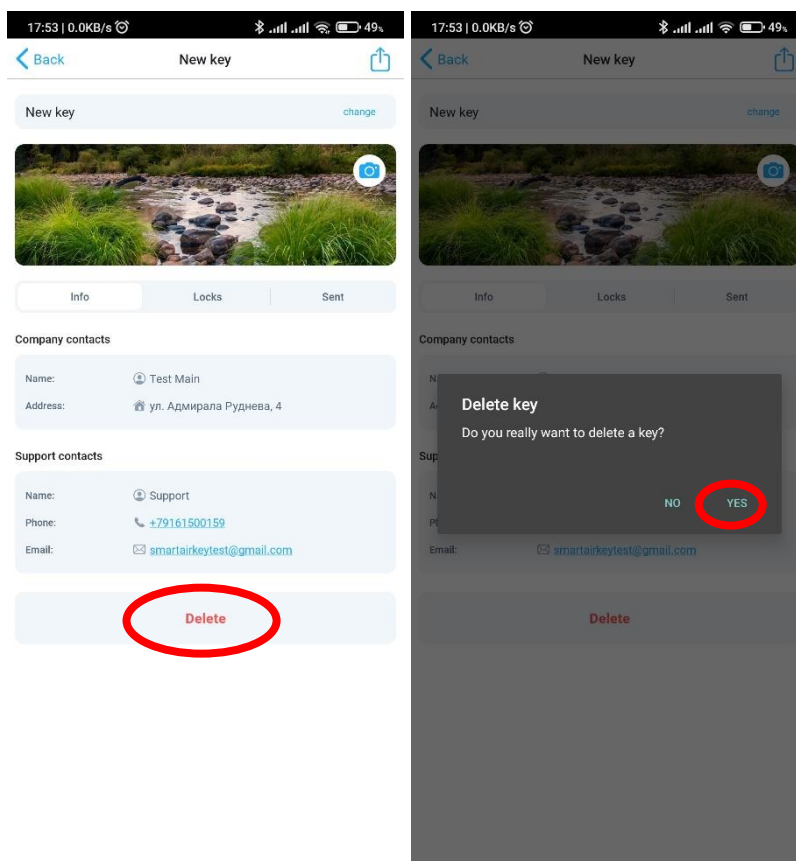 17:53 | 0.0KB/s 49%
Back New key
New key change
Info Locks Sent
Company contacts
Name: Test Main
Address: ул. Адмирала Руднева, 4
Support contacts
Name: Support
Phone: +79161500159
Email: smartairkeytest@gmail.com
Delete
17:53 | 0.0KB/s 49%
Back New key
New key change
Info Locks Sent
Company contacts
Delete key
Do you really want to delete a key?
NO YES
Email: smartairkeytest@gmail.com
Delete